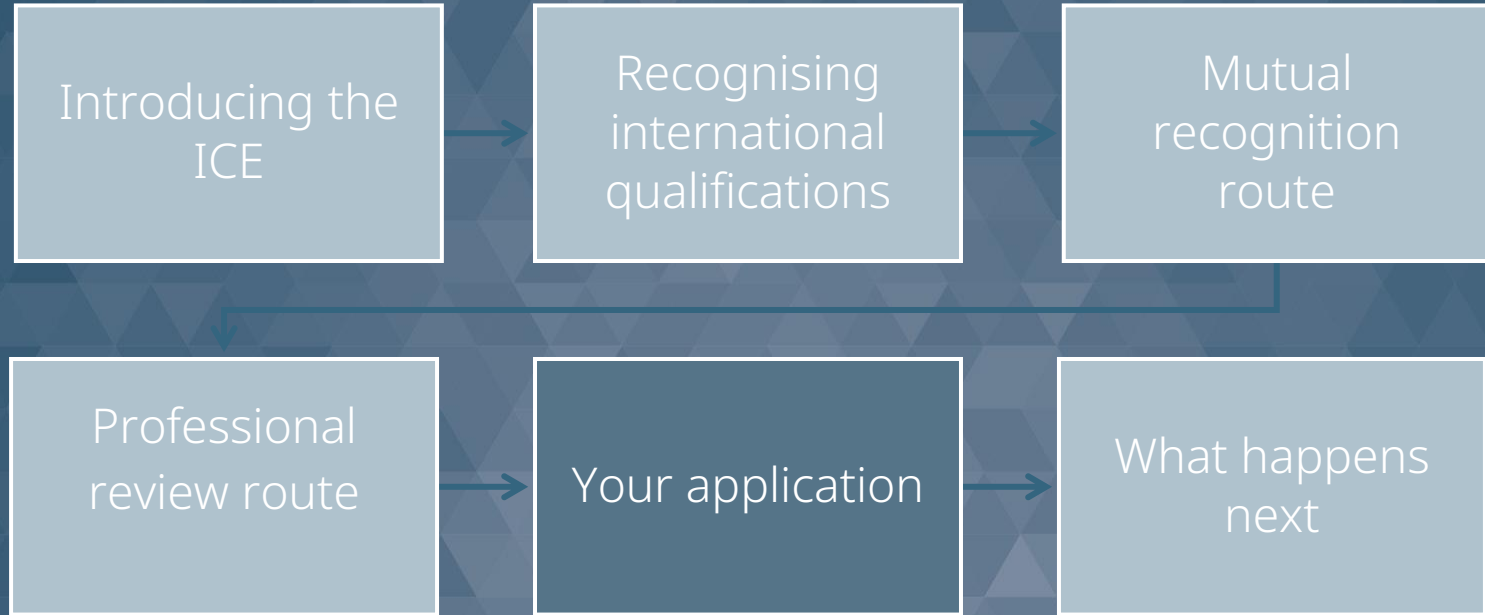 Introducing the
ICE
Recognising
international
qualifications
Mutual
recognition
route
Professional
review route
Your application
What happens
next